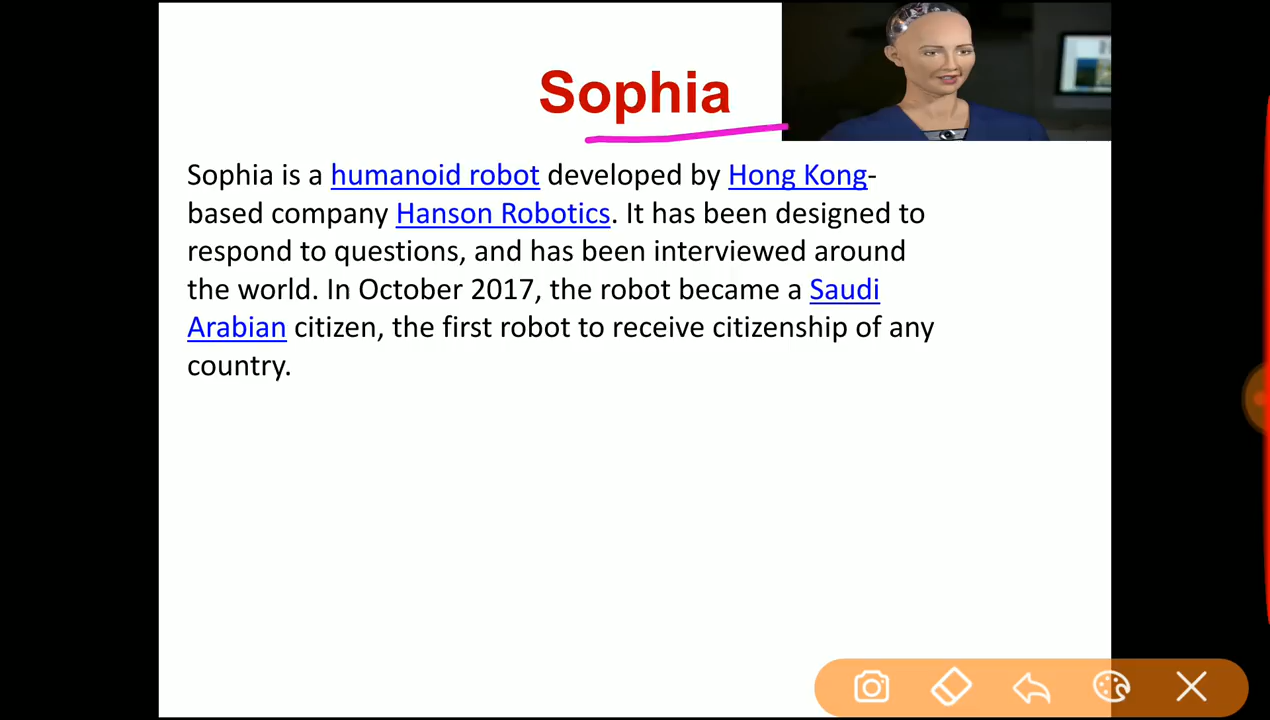 Sophia
Sophia is a humanoid robot developed by Hong Kong-
based company Hanson Robotics. It has been designed to
respond to questions, and has been interviewed around
the world. In October 2017, the robot became a Saudi
Arabian citizen, the first robot to receive citizenship of any
country.